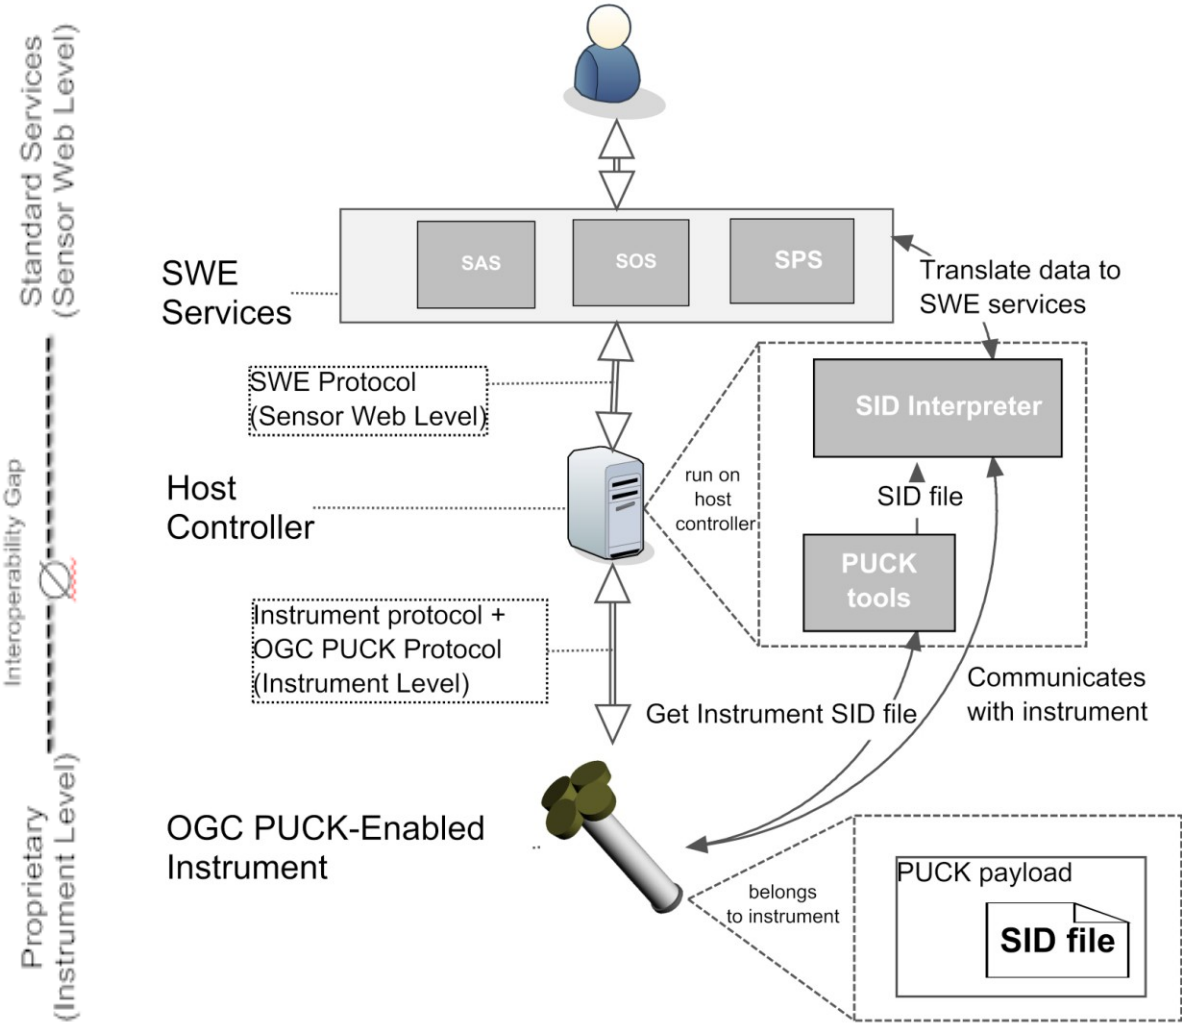 Standard Services
(Sensor Web Level)
SAS
SOS
SPS
SWE
Services
Translate data to
SWE services
SWE Protocol
(Sensor Web Level)
SID Interpreter
run on
host
controller
SID file
Host
Controller
Interoperability Gap
PUCK
tools
Instrument protocol +
OGC PUCK Protocol
(Instrument Level)
Communicates
with instrument
Get Instrument SID file
Proprietary
(Instrument Level)
OGC PUCK-Enabled
Instrument
belongs
to instrument
PUCK payload
SID file